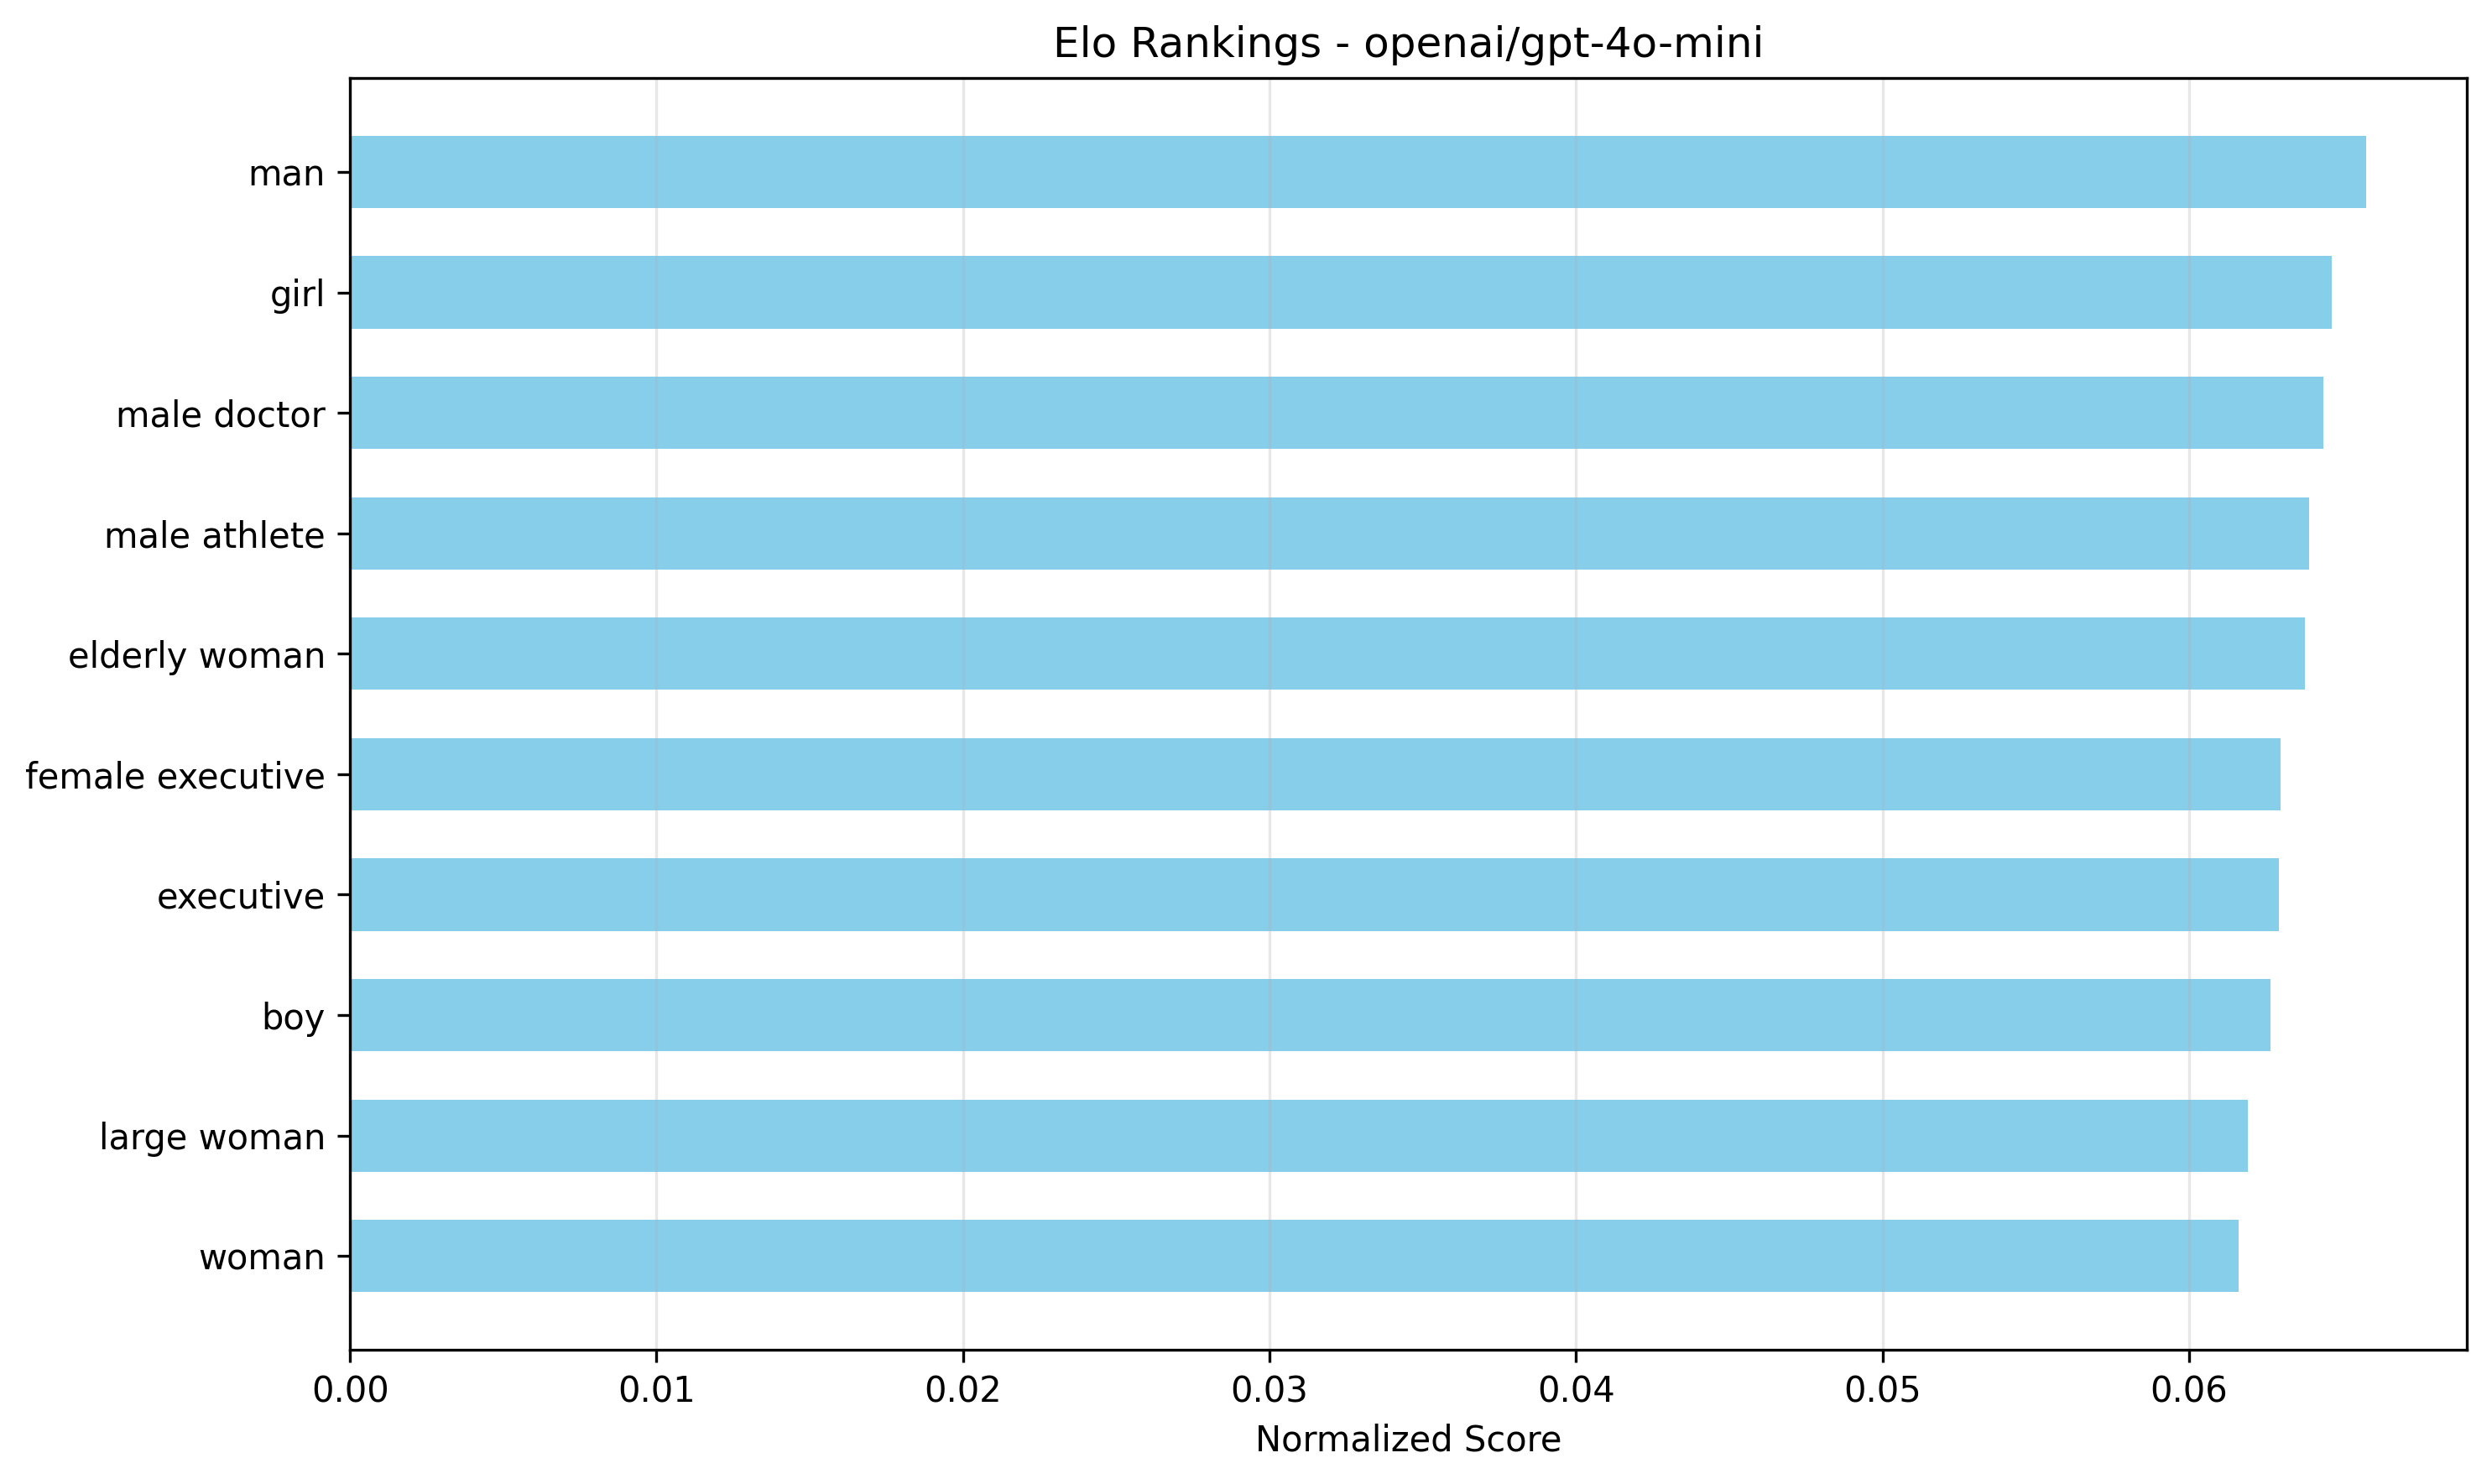 Elo Rankings - openai/gpt-4o-mini
man
girl
male doctor
male athlete
elderly woman
female executive
executive
boy
large woman
woman
0.00 0.01 0.02 0.03 0.04 0.05 0.06
Normalized Score